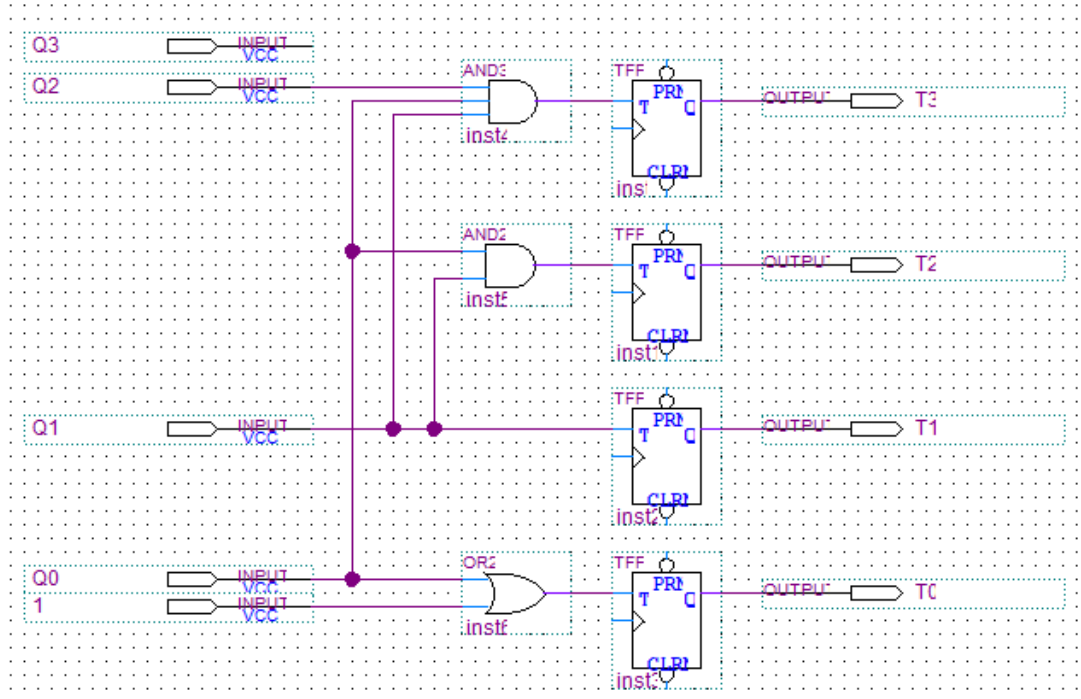 Q3 INPUT
VCC
Q2 INPUT
VCC
AND3
inst4
TFF
PRN
T Q
CLRN
inst
OUTPUT T3
AND2
inst5
TFF
PRN
T Q
CLRN
inst1
OUTPUT T2
Q1 INPUT
VCC
TFF
PRN
T Q
CLRN
inst2
OUTPUT T1
Q0 INPUT
VCC
1 INPUT
VCC
OR2
inst6
TFF
PRN
T Q
CLRN
inst3
OUTPUT T0